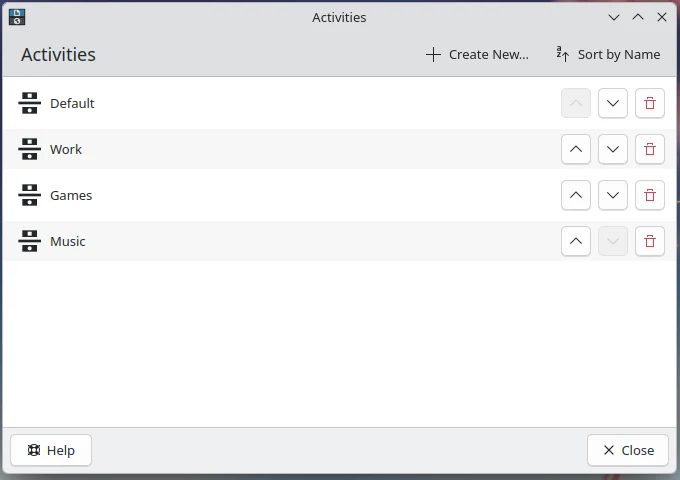 Activities
Activities
Create New...
Sort by Name
Default
Work
Games
Music
Help
Close